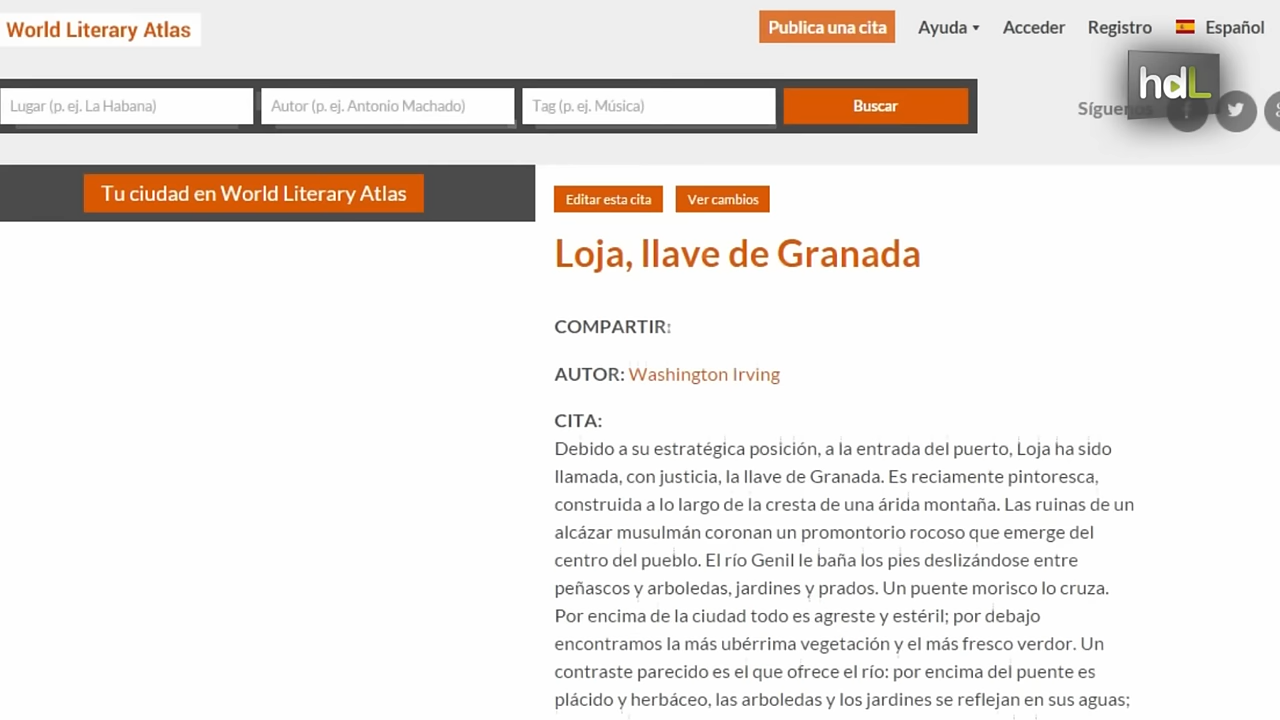 World Literary Atlas
Publica una cita
Ayuda
Acceder
Registro
Español
hdL
Lugar (p. ej. La Habana)
Autor (p. ej. Antonio Machado)
Tag (p. ej. Música)
Buscar
Síguenos
Tu ciudad en World Literary Atlas
Editar esta cita
Ver cambios
Loja, llave de Granada
COMPARTIR:
AUTOR: Washington Irving
CITA:
Debido a su estratégica posición, a la entrada del puerto, Loja ha sido
llamada, con justicia, la llave de Granada. Es reciamente pintoresca,
construida a lo largo de la cresta de una árida montaña. Las ruinas de un
alcázar musulmán coronan un promontorio rocoso que emerge del
centro del pueblo. El río Genil le baña los pies deslizándose entre
peñascos y arboledas, jardines y prados. Un puente morisco lo cruza.
Por encima de la ciudad todo es agreste y estéril; por debajo
encontramos la más ubérrima vegetación y el más fresco verdor. Un
contraste parecido es el que ofrece el río: por encima del puente es
plácido y herbáceo, las arboledas y los jardines se reflejan en sus aguas;